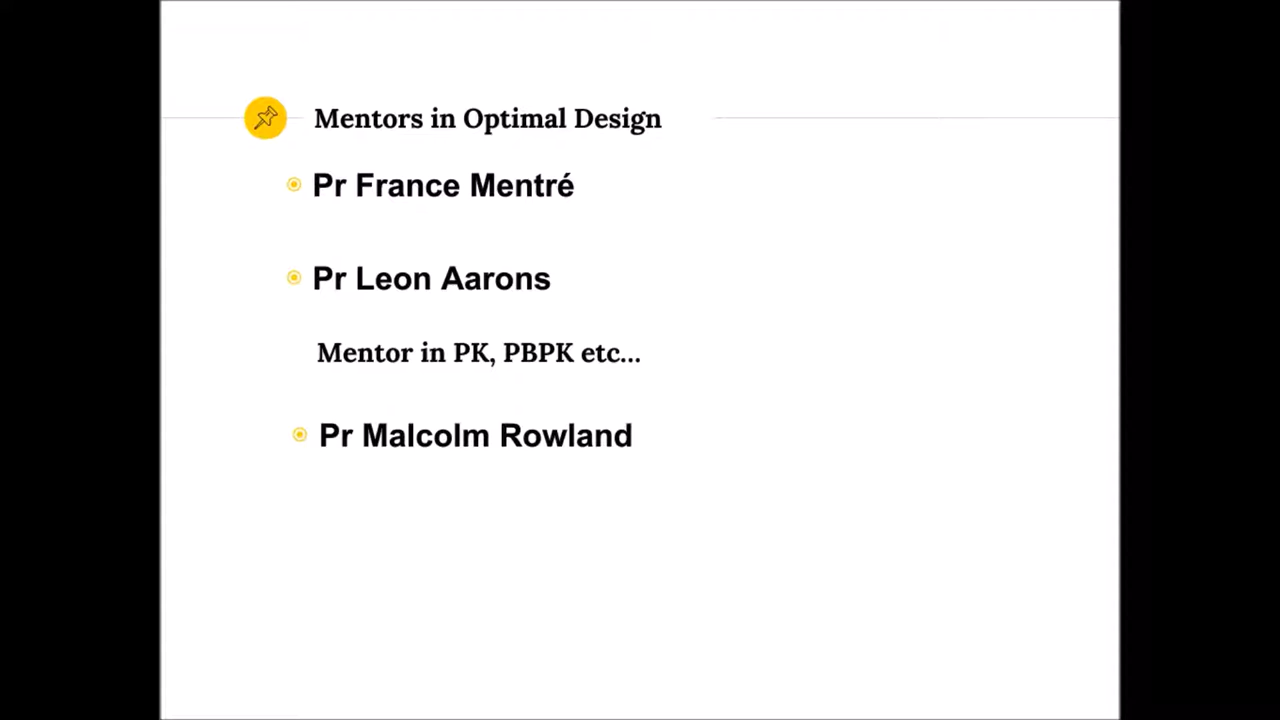 Mentors in Optimal Design
Pr France Mentré
Pr Leon Aarons
Mentor in PK, PBPK etc...
Pr Malcolm Rowland